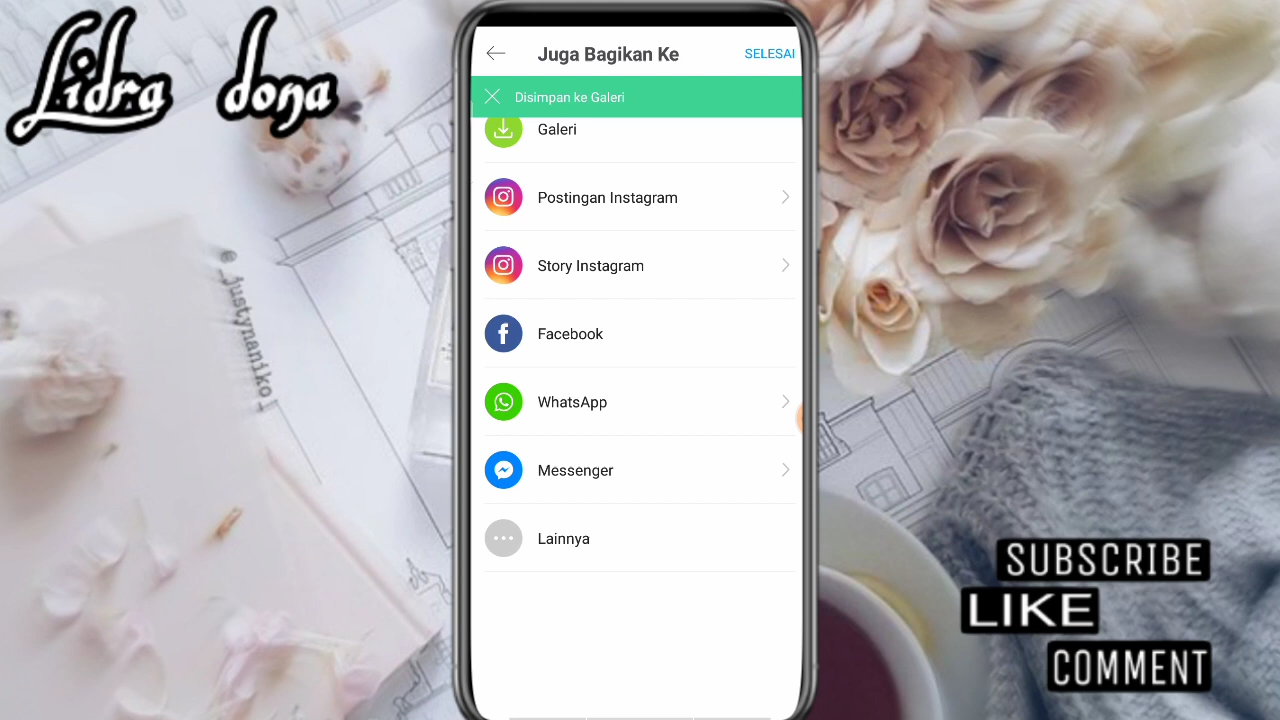 Lidra dona
Juga Bagikan Ke
SELESAI
Disimpan ke Galeri
Galeri
Postingan Instagram
Story Instagram
Facebook
WhatsApp
Messenger
Lainnya
@_justynaniko_
SUBSCRIBE
LIKE
COMMENT